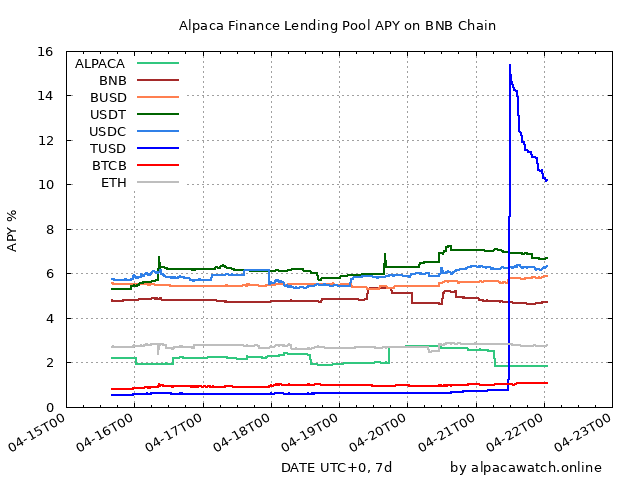 Alpaca Finance Lending Pool APY on BNB Chain
APY %
16
14
12
10
8
6
4
2
0
ALPACA
BNB
BUSD
USDT
USDC
TUSD
BTCB
ETH
04-15T00
04-16T00
04-17T00
04-18T00
04-19T00
04-20T00
04-21T00
04-22T00
04-23T00
DATE UTC+0, 7d
by alpacawatch.online